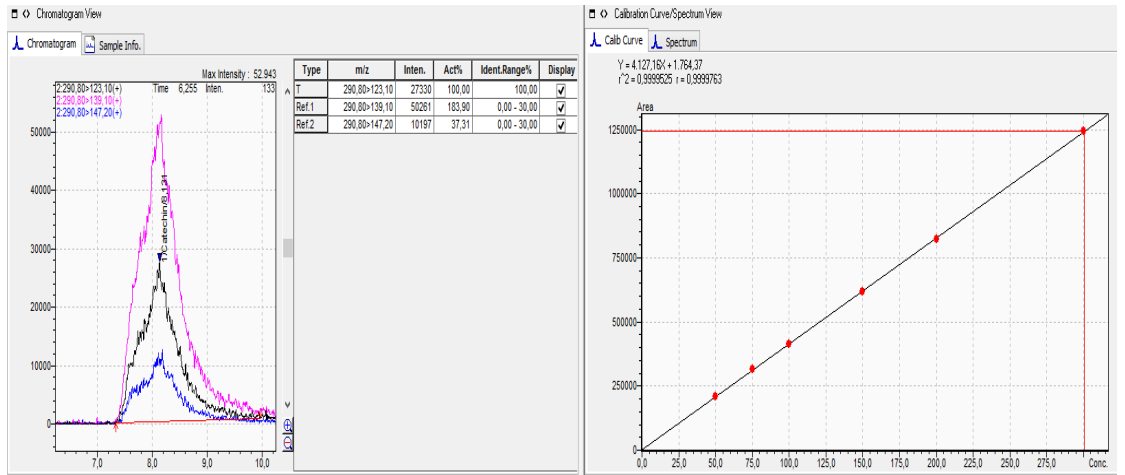 Chromatogram View
Chromatogram Sample Info.
Max Intensity : 52.943
2:290,80>123,10(+) Time 6,255 Inten. 133
2:290,80>139,10(+)
2:290,80>147,20(+)
50000
40000
30000
20000
10000
0
1/Catechin/8,131
7,0 8,0 9,0 10,0
Type m/z Inten. Act% Ident.Range% Display
T 290,80>123,10 27330 100,00 100,00
Ref.1 290,80>139,10 50261 183,90 0,00 - 30,00
Ref.2 290,80>147,20 10197 37,31 0,00 - 30,00
Calibration Curve/Spectrum View
Calib Curve Spectrum
Y = 4.127,16X + 1.764,37
r^2 = 0,9999525 r = 0,9999763
Area
1250000
1000000
750000
500000
250000
0
0,0 25,0 50,0 75,0 100,0 125,0 150,0 175,0 200,0 225,0 250,0 275,0 Conc.